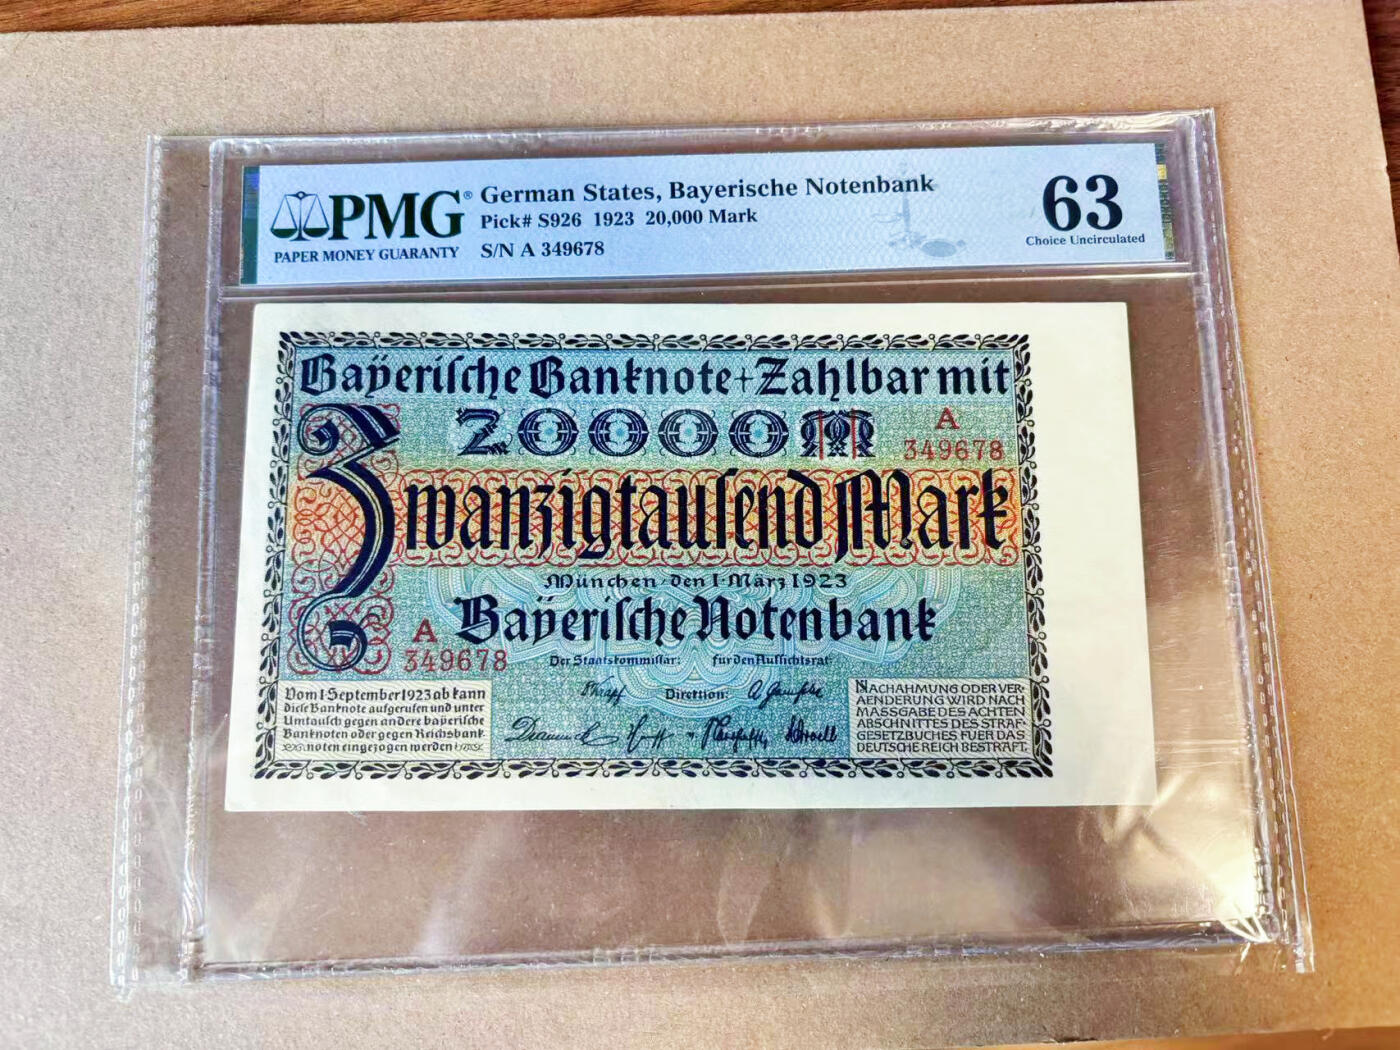 PMG®
PAPER MONEY GUARANTY
German States, Bayerische Notenbank
Pick# S926 1923 20,000 Mark
S/N A 349678
63
Choice Uncirculated
Bayerische Banknote + Zahlbar mit
20000 M
A
349678
Zwanzigtausend Mark
München · den 1 · März 1923
Bayerische Notenbank
A
349678
Der Staatskommissar: für den Aufsichtsrat:
Direktion:
Vom 1 September 1923 ab kann
diese Banknote aufgerufen und unter
Umtausch gegen andere bayerische
Banknoten oder gegen Reichsbank-
noten eingezogen werden
NACHAHMUNG ODER VER-
AENDERUNG WIRD NACH
MASSGABE DES ACHTEN
ABSCHNITTES DES STRAF-
GESETZBUCHES FUER DAS
DEUTSCHE REICH BESTRAFT.